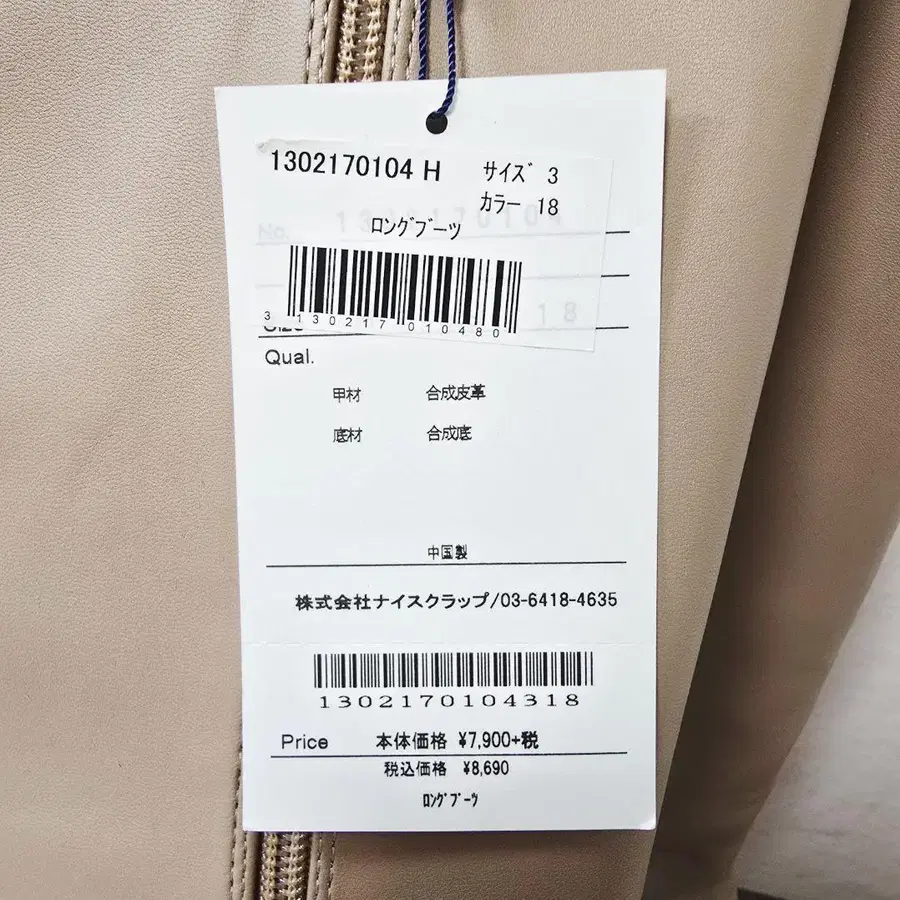 1302170104 H サイズ 3
カラー 18
ロングブーツ
No.
3 130217 010480
18
Size
Qual.
甲材 合成皮革
底材 合成底
中国製
株式会社ナイスクラップ/03-6418-4635
1302170104318
Price 本体価格 ¥7,900+税
税込価格 ¥8,690
ロングブーツ